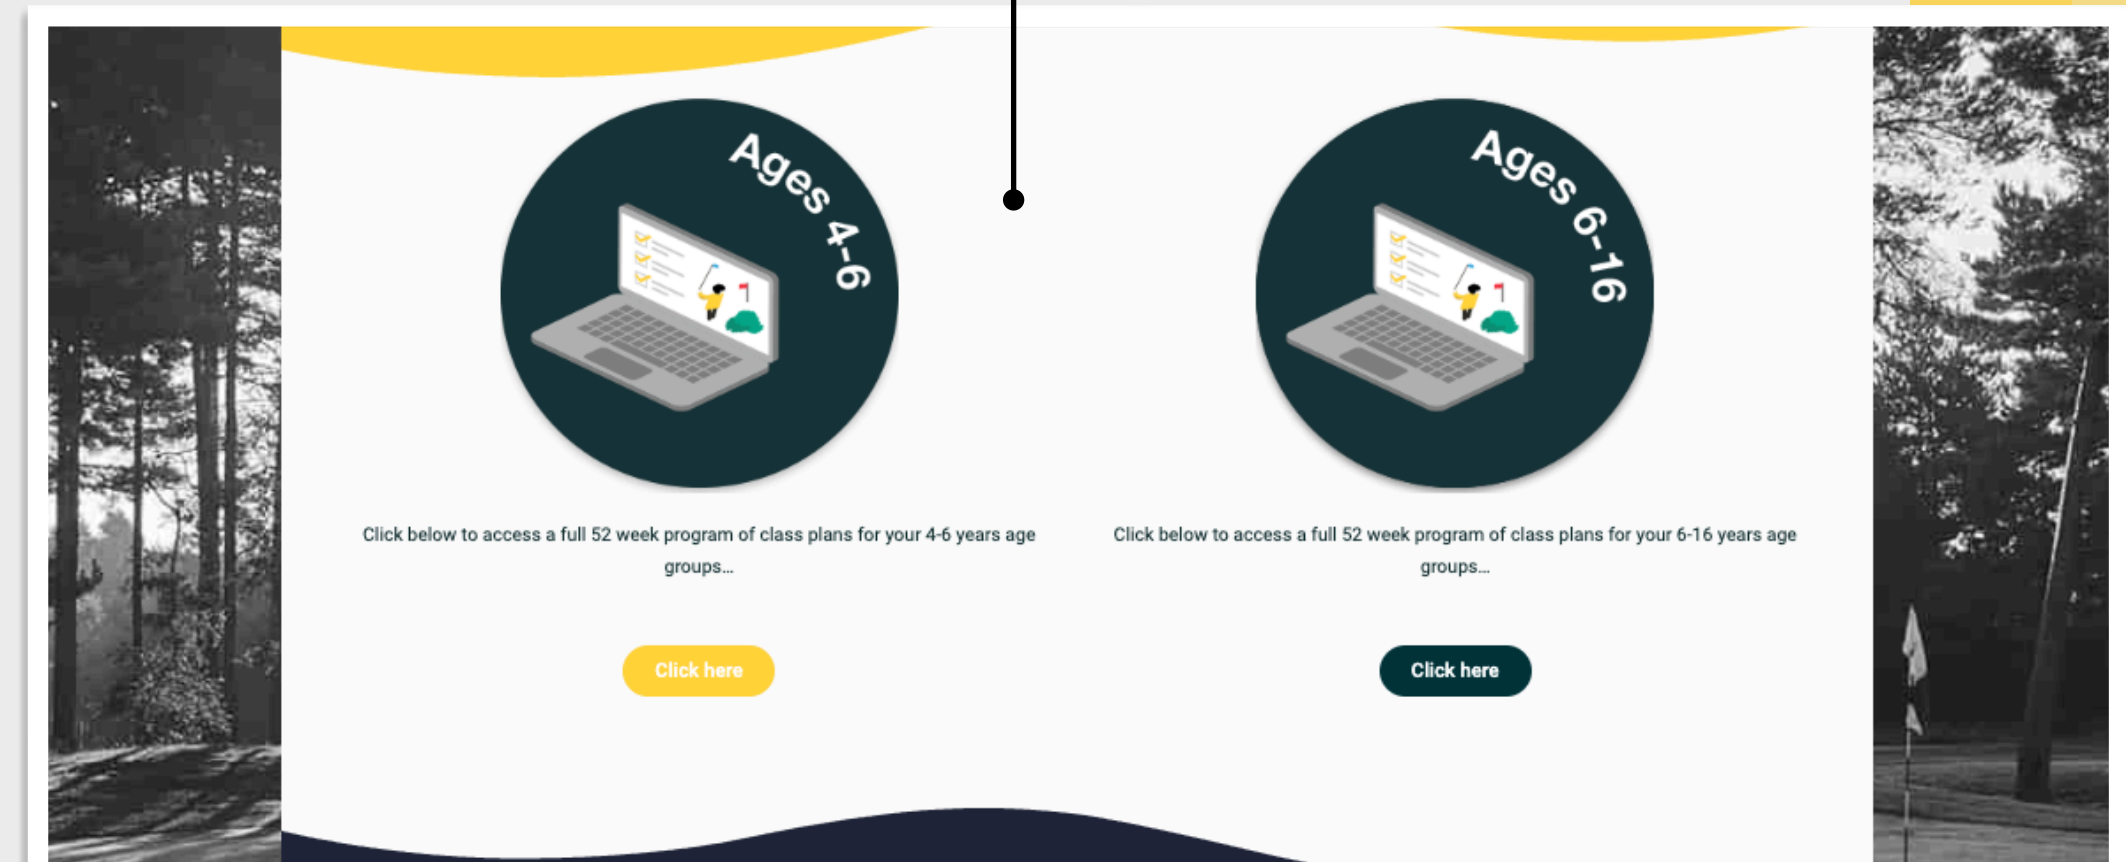 Ages 4-6
Ages 6-16
Click below to access a full 52 week program of class plans for your 4-6 years age
groups...
Click below to access a full 52 week program of class plans for your 6-16 years age
groups...
Click here
Click here